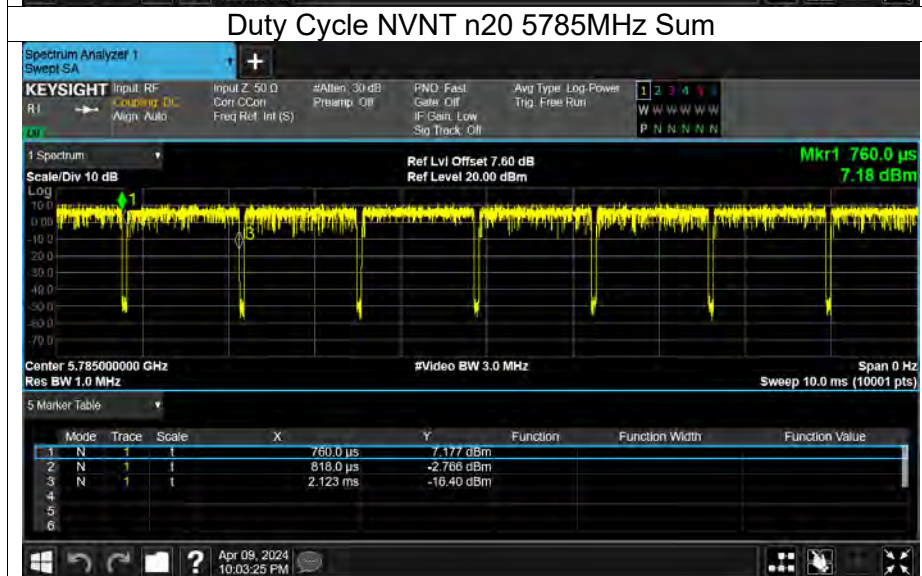 Duty Cycle NVNT n20 5785MHz Sum
Spectrum Analyzer 1
Swept SA
+
KEYSIGHT Input: RF Input Z: 50 Ω #Atten: 30 dB PNO: Fast Avg Type: Log-Power 1 2 3 4 5 6
Coupling: DC Corr CCorr Preamp: Off Gate: Off Trig: Free Run W W W W W W
Align: Auto Freq Ref: Int (S) IF Gain: Low
Sig Track: Off P N N N N N
1 Spectrum Ref Lvl Offset 7.60 dB Mkr1 760.0 µs
Scale/Div 10 dB Ref Level 20.00 dBm 7.18 dBm
Log
10.0
0.00
-10.0
-20.0
-30.0
-40.0
-50.0
-60.0
-70.0
1
3
Center 5.785000000 GHz #Video BW 3.0 MHz Span 0 Hz
Res BW 1.0 MHz Sweep 10.0 ms (10001 pts)
5 Marker Table
Mode Trace Scale X Y Function Function Width Function Value
1 N 1 t 760.0 µs 7.177 dBm
2 N 1 t 818.0 µs -2.766 dBm
3 N 1 t 2.123 ms -16.40 dBm
4
5
6
? Apr 09, 2024
10:03:25 PM